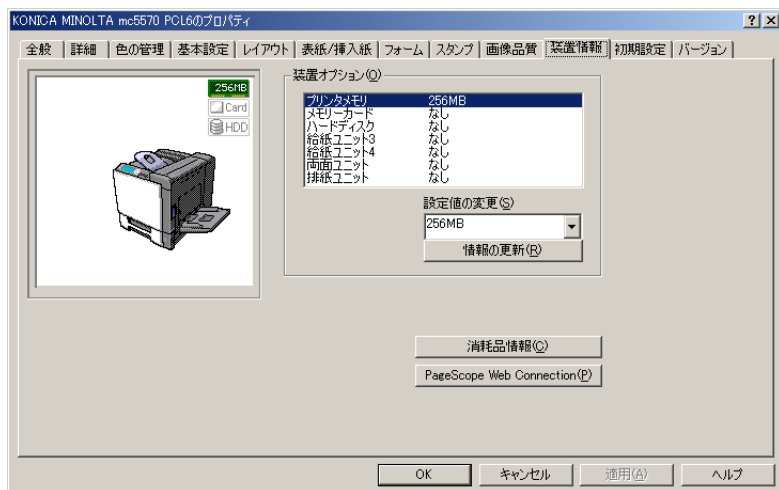 KONICA MINOLTA mc5570 PCL6のプロパティ
全般 詳細 色の管理 基本設定 レイアウト 表紙/挿入紙 フォーム スタンプ 画像品質 装置情報 初期設定 バージョン
256MB
Card
HDD
装置オプション(O)
プリンタメモリ 256MB
メモリーカード なし
ハードディスク なし
給紙ユニット3 なし
給紙ユニット4 なし
両面ユニット なし
排紙ユニット なし
設定値の変更(S)
256MB
情報の更新(R)
消耗品情報(C)
PageScope Web Connection(P)
OK キャンセル 適用(A) ヘルプ